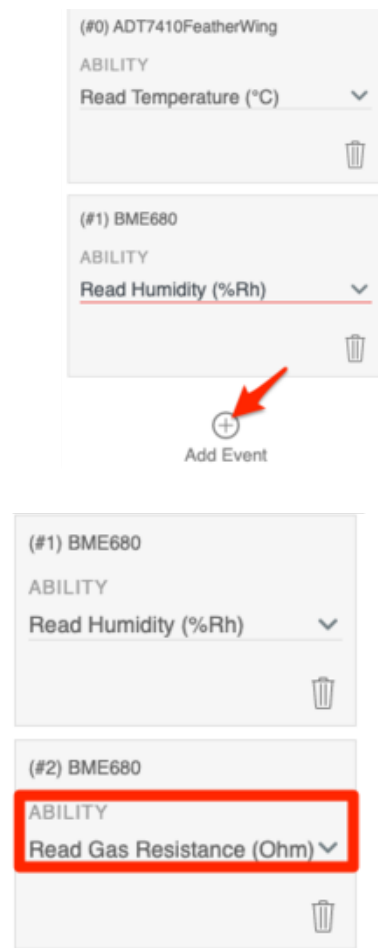 (#0) ADT7410FeatherWing
ABILITY
Read Temperature (°C)
(#1) BME680
ABILITY
Read Humidity (%Rh)
Add Event
(#1) BME680
ABILITY
Read Humidity (%Rh)
(#2) BME680
ABILITY
Read Gas Resistance (Ohm)